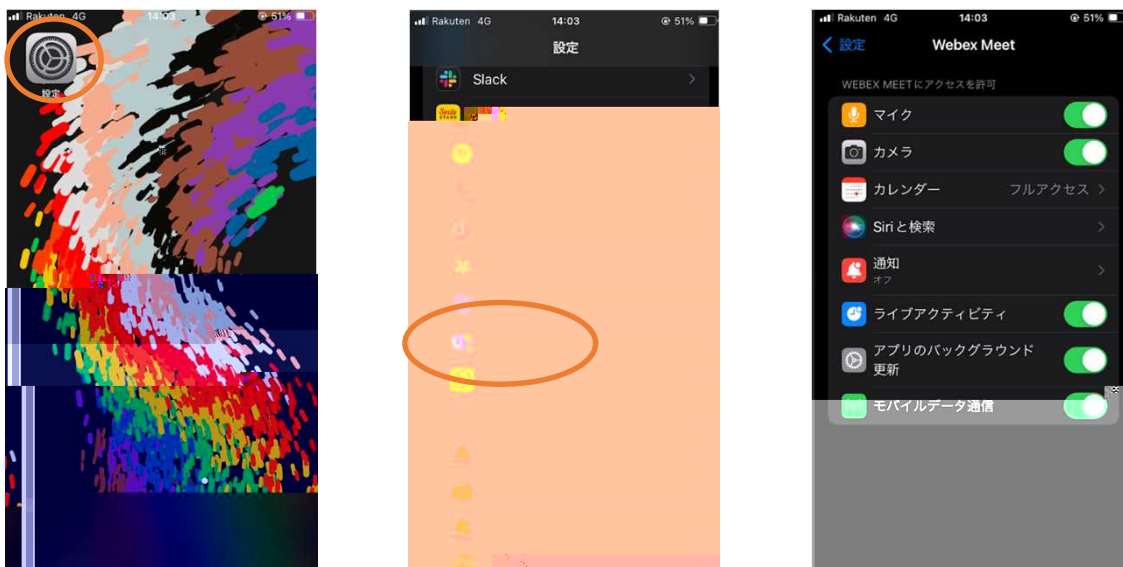 Rakuten 4G 14:03 51%
設定
Rakuten 4G 14:03 51%
設定
Slack
Rakuten 4G 14:03 51%
設定 Webex Meet
WEBEX MEETにアクセスを許可
マイク
カメラ
カレンダー フルアクセス
Siriと検索
通知
オフ
ライブアクティビティ
アプリのバックグラウンド
更新
モバイルデータ通信